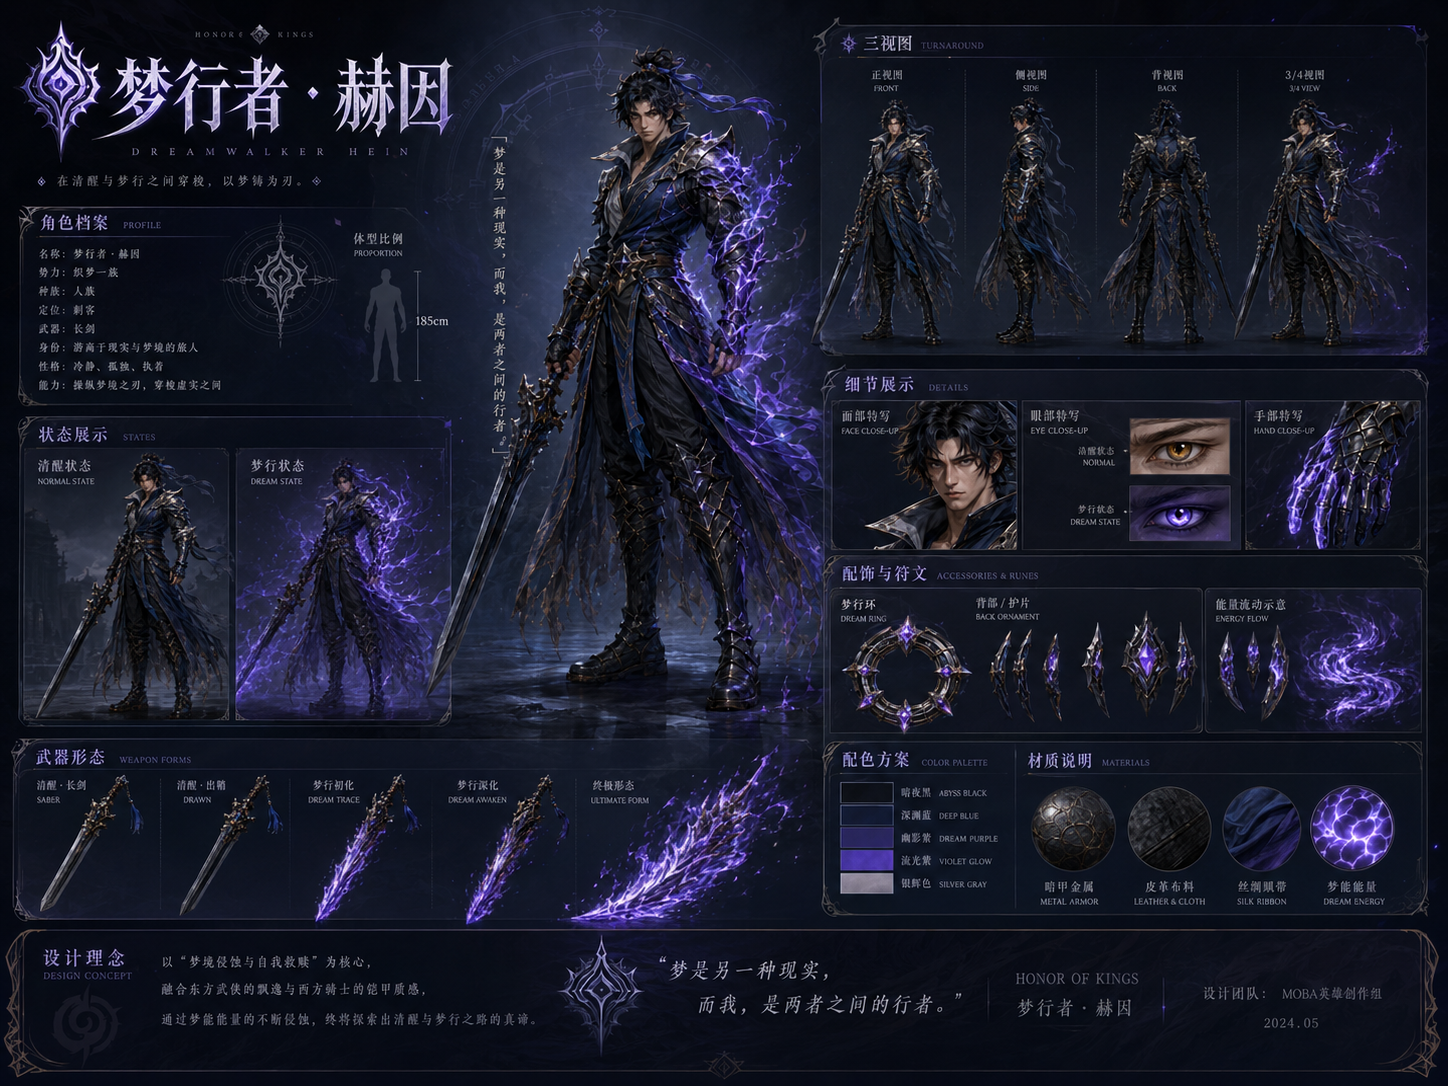 HONOR E KINGS
梦行者·赫因
DREAMWALKER HEIN
在清醒与梦行之间穿梭，以梦铸为刃。
角色档案 PROFILE
名称：梦行者·赫因
势力：织梦一族
种族：人族
定位：刺客
武器：长剑
身份：游离于现实与梦境的旅人
性格：冷静、孤独、执着
能力：操纵梦境之刃，穿梭虚实之间
体型比例
PROPORTION
185cm
「梦是另一种现实，而我，是两者之间的行者。」
状态展示 STATES
清醒状态
NORMAL STATE
梦行状态
DREAM STATE
武器形态 WEAPON FORMS
清醒·长剑
SABER
清醒·出鞘
DRAWN
梦行初化
DREAM TRACE
梦行深化
DREAM AWAKEN
终极形态
ULTIMATE FORM
三视图 TURNAROUND
正视图
FRONT
侧视图
SIDE
背视图
BACK
3/4视图
3/4 VIEW
细节展示 DETAILS
面部特写
FACE CLOSE-UP
眼部特写
EYE CLOSE-UP
清醒状态
NORMAL
梦行状态
DREAM STATE
手部特写
HAND CLOSE-UP
配饰与符文 ACCESSORIES & RUNES
梦行环
DREAM RING
背部 / 护片
BACK ORNAMENT
能量流动示意
ENERGY FLOW
配色方案 COLOR PALETTE
暗夜黑 ABYSS BLACK
深渊蓝 DEEP BLUE
幽影紫 DREAM PURPLE
流光紫 VIOLET GLOW
银辉色 SILVER GRAY
材质说明 MATERIALS
暗甲金属
METAL ARMOR
皮革布料
LEATHER & CLOTH
丝绸飘带
SILK RIBBON
梦能能量
DREAM ENERGY
设计理念
DESIGN CONCEPT
以“梦境侵蚀与自我救赎”为核心，
融合东方武侠的飘逸与西方骑士的铠甲质感，
通过梦能能量的不断侵蚀，终将探索出清醒与梦行之路的真谛。
“梦是另一种现实，
而我，是两者之间的行者。”
HONOR OF KINGS
梦行者·赫因
设计团队： MOBA英雄创作组
2024.05